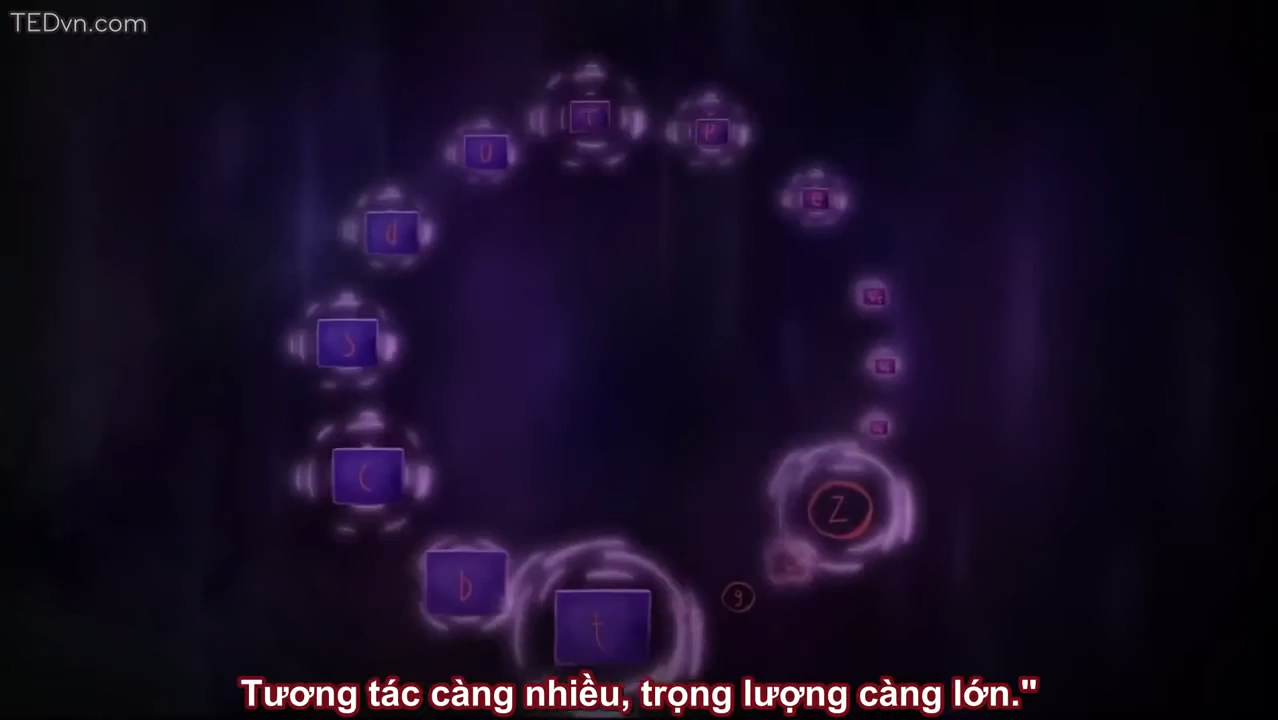 TEDvn.com
T
U
e
d
s
c
Z
b
g
t
Tương tác càng nhiều, trọng lượng càng lớn."